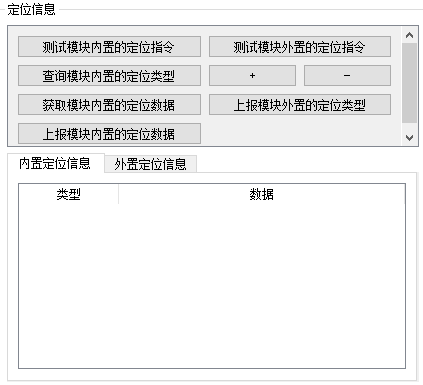 定位信息
测试模块内置的定位指令 测试模块外置的定位指令
查询模块内置的定位类型 + −
获取模块内置的定位数据 上报模块外置的定位类型
上报模块内置的定位数据
内置定位信息 外置定位信息
类型 数据